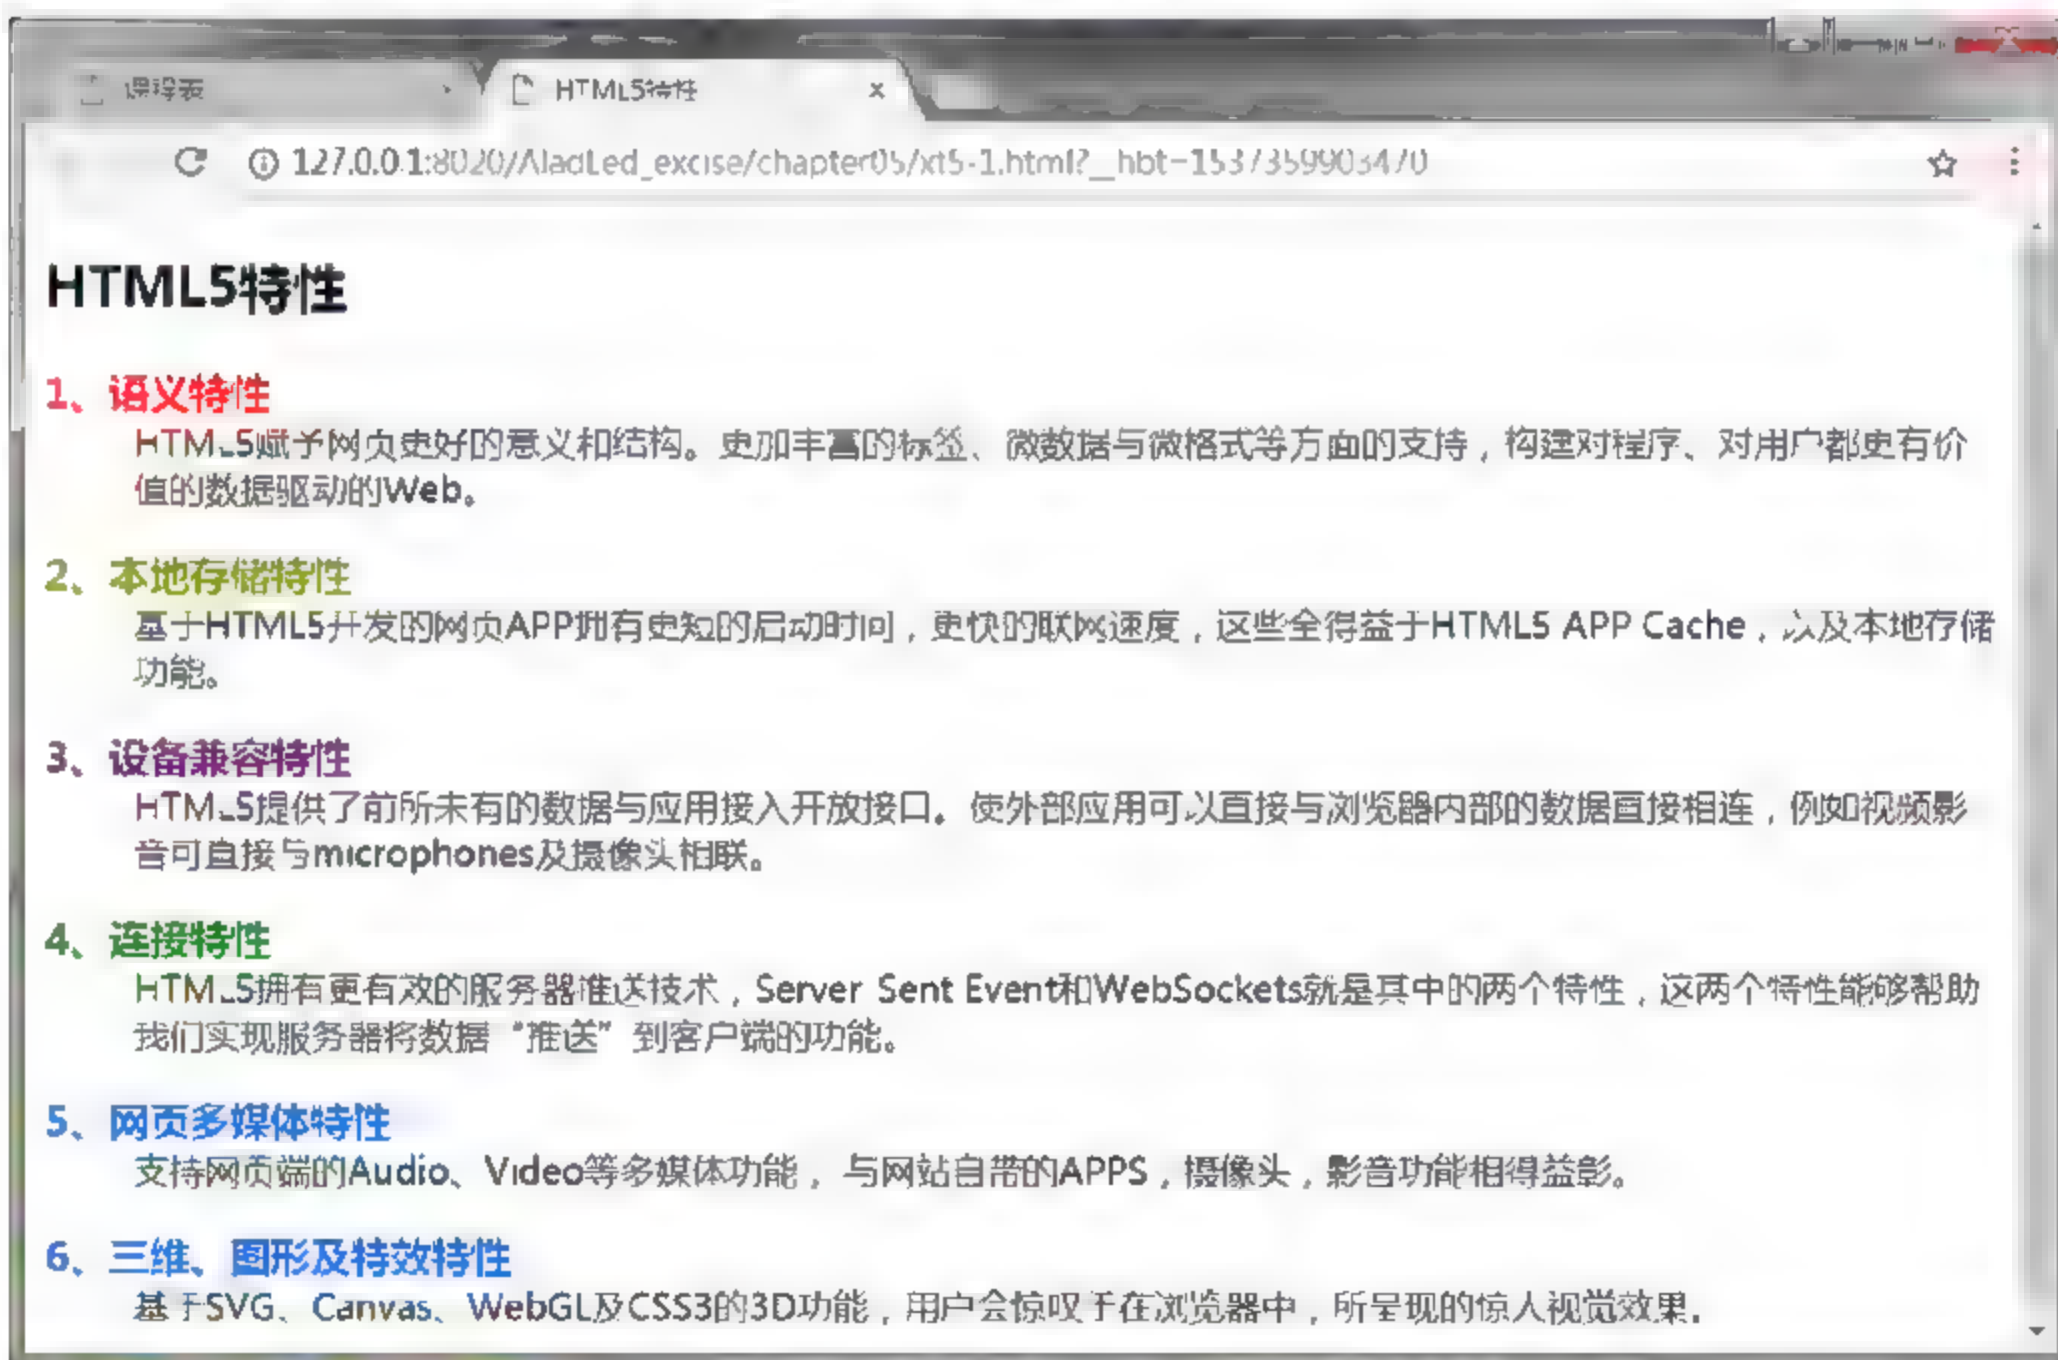 课程表
HTML5特性
127.0.0.1:8020/
HTML5特性
1、语义特性
HTML5赋予网页更好的意义和结构。更加丰富的标签、微数据与微格式等方面的支持，构建对程序、对用户都更有价
值的数据驱动的Web。
2、本地存储特性
基于HTML5开发的网页APP拥有更短的启动时间，更快的联网速度，这些全得益于HTML5 APP Cache，以及本地存储
功能。
3、设备兼容特性
HTML5提供了前所未有的数据与应用接入开放接口。使外部应用可以直接与浏览器内部的数据直接相连，例如视频影
音可直接与microphones及摄像头相联。
4、连接特性
HTML5拥有更有效的服务器推送技术，Server Sent Event和WebSockets就是其中的两个特性，这两个特性能够帮助
我们实现服务器将数据“推送”到客户端的功能。
5、网页多媒体特性
支持网页端的Audio、Video等多媒体功能，与网站自带的APPS，摄像头，影音功能相得益彰。
6、三维、图形及特效特性
基于SVG、Canvas、WebGL及CSS3的3D功能，用户会惊叹于在浏览器中，所呈现的惊人视觉效果。